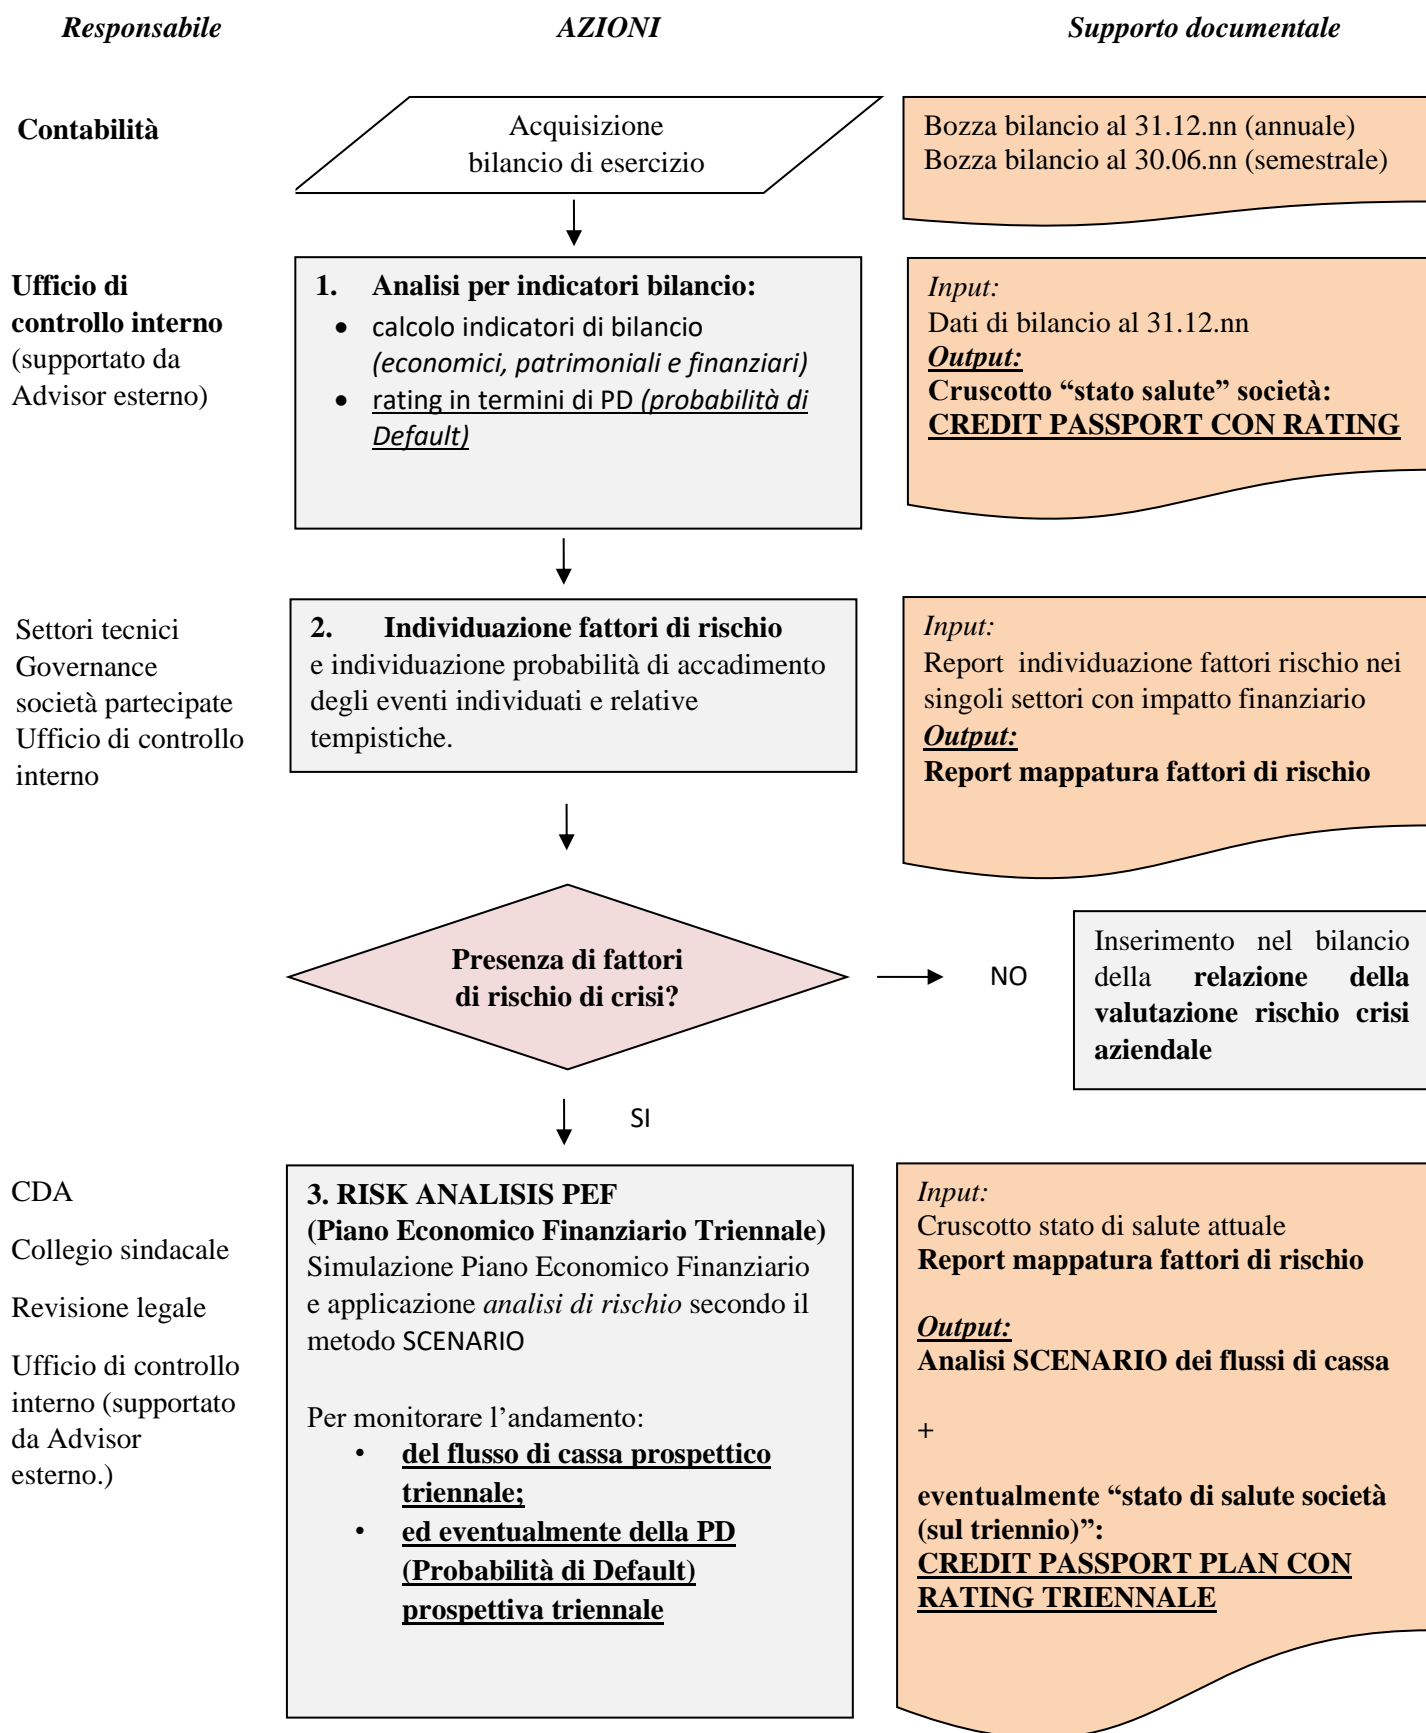 Responsabile
AZIONI
Supporto documentale
Contabilità
Acquisizione
bilancio di esercizio
Bozza bilancio al 31.12.nn (annuale)
Bozza bilancio al 30.06.nn (semestrale)
Ufficio di
controllo interno
(supportato da
Advisor esterno)
1. Analisi per indicatori bilancio:
• calcolo indicatori di bilancio
(economici, patrimoniali e finanziari)
• rating in termini di PD (probabilità di
Default)
Input:
Dati di bilancio al 31.12.nn
Output:
Cruscotto “stato salute” società:
CREDIT PASSPORT CON RATING
Settori tecnici
Governance
società partecipate
Ufficio di controllo
interno
2. Individuazione fattori di rischio
e individuazione probabilità di accadimento
degli eventi individuati e relative
tempistiche.
Input:
Report individuazione fattori rischio nei
singoli settori con impatto finanziario
Output:
Report mappatura fattori di rischio
Presenza di fattori
di rischio di crisi?
NO
Inserimento nel bilancio
della relazione della
valutazione rischio crisi
aziendale
SI
CDA
Collegio sindacale
Revisione legale
Ufficio di controllo
interno (supportato
da Advisor
esterno.)
3. RISK ANALISIS PEF
(Piano Economico Finanziario Triennale)
Simulazione Piano Economico Finanziario
e applicazione analisi di rischio secondo il
metodo SCENARIO
Per monitorare l’andamento:
• del flusso di cassa prospettico
triennale;
• ed eventualmente della PD
(Probabilità di Default)
prospettiva triennale
Input:
Cruscotto stato di salute attuale
Report mappatura fattori di rischio
Output:
Analisi SCENARIO dei flussi di cassa
+
eventualmente “stato di salute società
(sul triennio)”:
CREDIT PASSPORT PLAN CON
RATING TRIENNALE